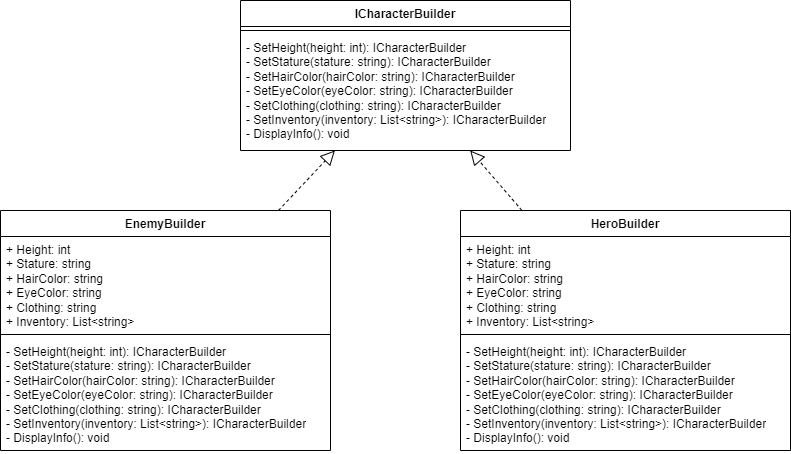 ICharacterBuilder
- SetHeight(height: int): ICharacterBuilder
- SetStature(stature: string): ICharacterBuilder
- SetHairColor(hairColor: string): ICharacterBuilder
- SetEyeColor(eyeColor: string): ICharacterBuilder
- SetClothing(clothing: string): ICharacterBuilder
- SetInventory(inventory: List<string>): ICharacterBuilder
- DisplayInfo(): void
EnemyBuilder
+ Height: int
+ Stature: string
+ HairColor: string
+ EyeColor: string
+ Clothing: string
+ Inventory: List<string>
- SetHeight(height: int): ICharacterBuilder
- SetStature(stature: string): ICharacterBuilder
- SetHairColor(hairColor: string): ICharacterBuilder
- SetEyeColor(eyeColor: string): ICharacterBuilder
- SetClothing(clothing: string): ICharacterBuilder
- SetInventory(inventory: List<string>): ICharacterBuilder
- DisplayInfo(): void
HeroBuilder
+ Height: int
+ Stature: string
+ HairColor: string
+ EyeColor: string
+ Clothing: string
+ Inventory: List<string>
- SetHeight(height: int): ICharacterBuilder
- SetStature(stature: string): ICharacterBuilder
- SetHairColor(hairColor: string): ICharacterBuilder
- SetEyeColor(eyeColor: string): ICharacterBuilder
- SetClothing(clothing: string): ICharacterBuilder
- SetInventory(inventory: List<string>): ICharacterBuilder
- DisplayInfo(): void